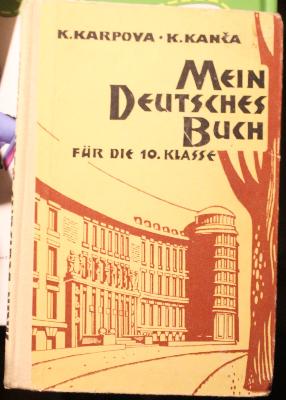 K. KARPOVA · K. KANČA
MEIN
DEUTSCHES
BUCH
FÜR DIE 10. KLASSE